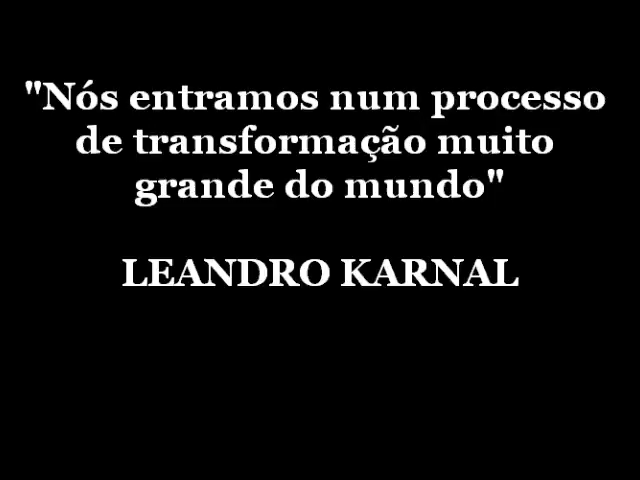 "Nós entramos num processo
de transformação muito
grande do mundo"
LEANDRO KARNAL